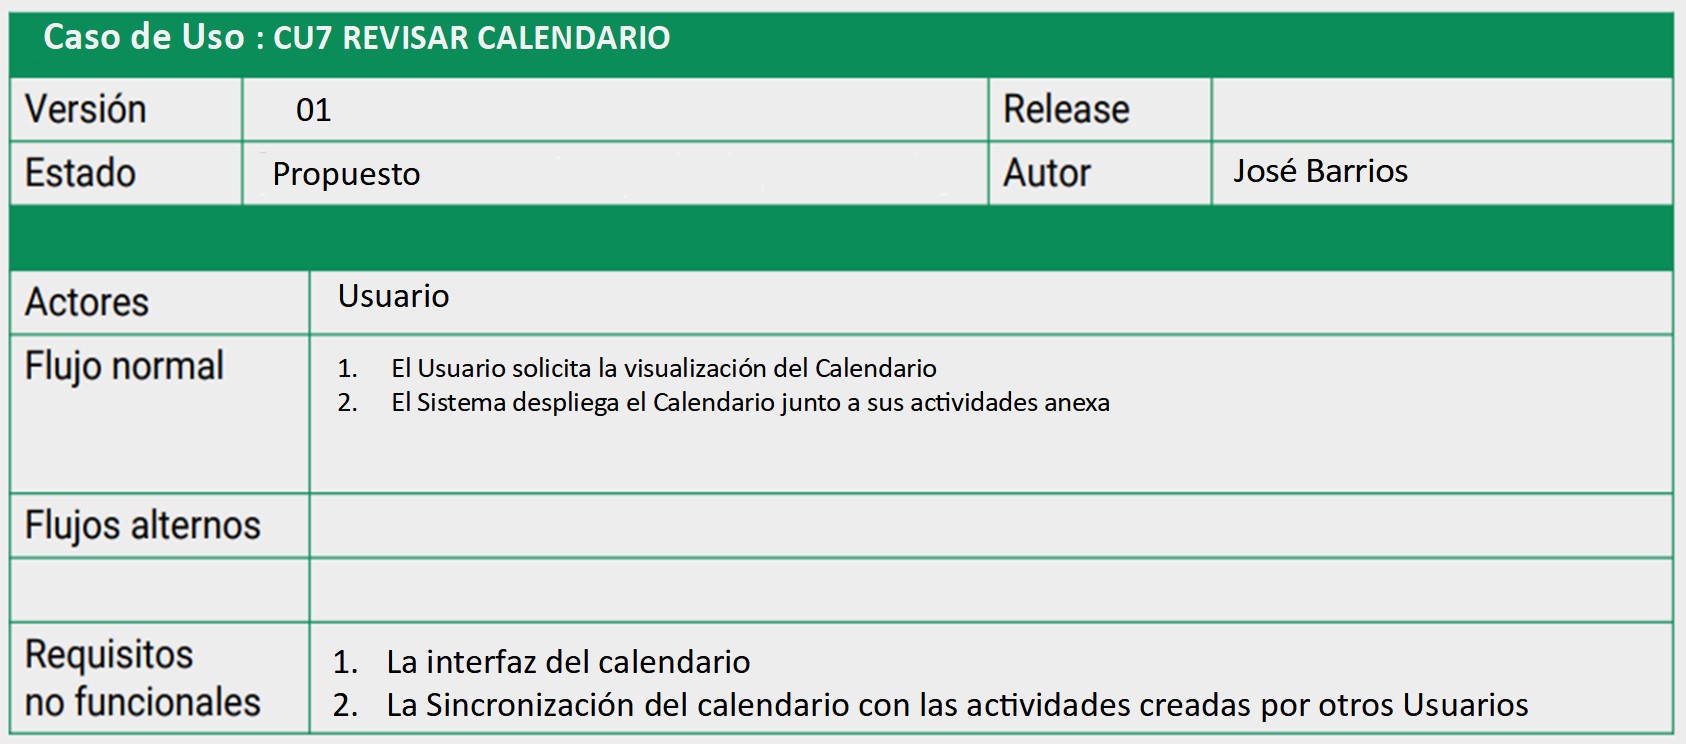 Caso de Uso : CU7 REVISAR CALENDARIO
Versión 01 Release
Estado Propuesto Autor José Barrios
Actores Usuario
Flujo normal 1. El Usuario solicita la visualización del Calendario
2. El Sistema despliega el Calendario junto a sus actividades anexa
Flujos alternos
Requisitos 1. La interfaz del calendario
no funcionales 2. La Sincronización del calendario con las actividades creadas por otros Usuarios